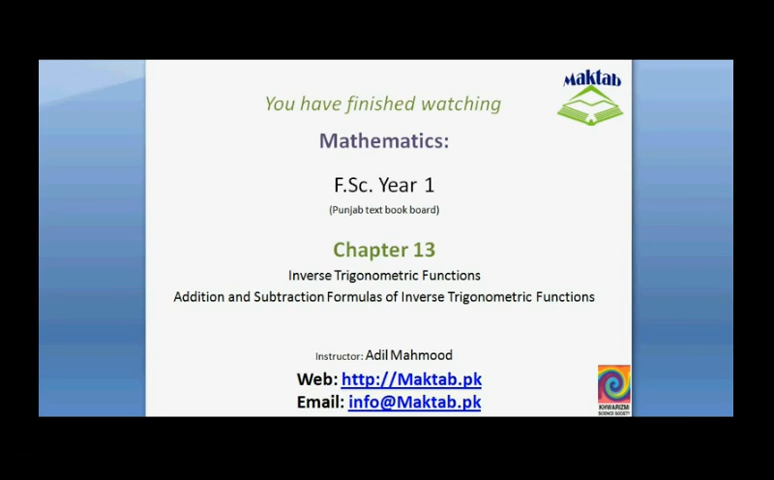 Maktab
You have finished watching
Mathematics:
F.Sc. Year 1
(Punjab text book board)
Chapter 13
Inverse Trigonometric Functions
Addition and Subtraction Formulas of Inverse Trigonometric Functions
Instructor: Adil Mahmood
Web: http://Maktab.pk
Email: info@Maktab.pk
KHWARIZMI
SCIENCE SOCIETY